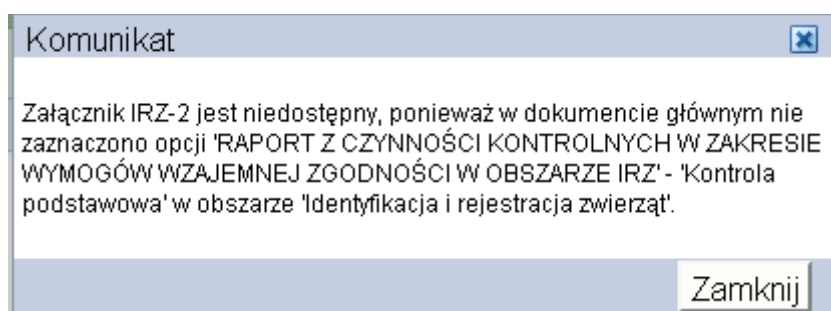 Komunikat
Załącznik IRZ-2 jest niedostępny, ponieważ w dokumencie głównym nie
zaznaczono opcji 'RAPORT Z CZYNNOŚCI KONTROLNYCH W ZAKRESIE
WYMOGÓW WZAJEMNEJ ZGODNOŚCI W OBSZARZE IRZ' - 'Kontrola
podstawowa' w obszarze 'Identyfikacja i rejestracja zwierząt'.
Zamknij